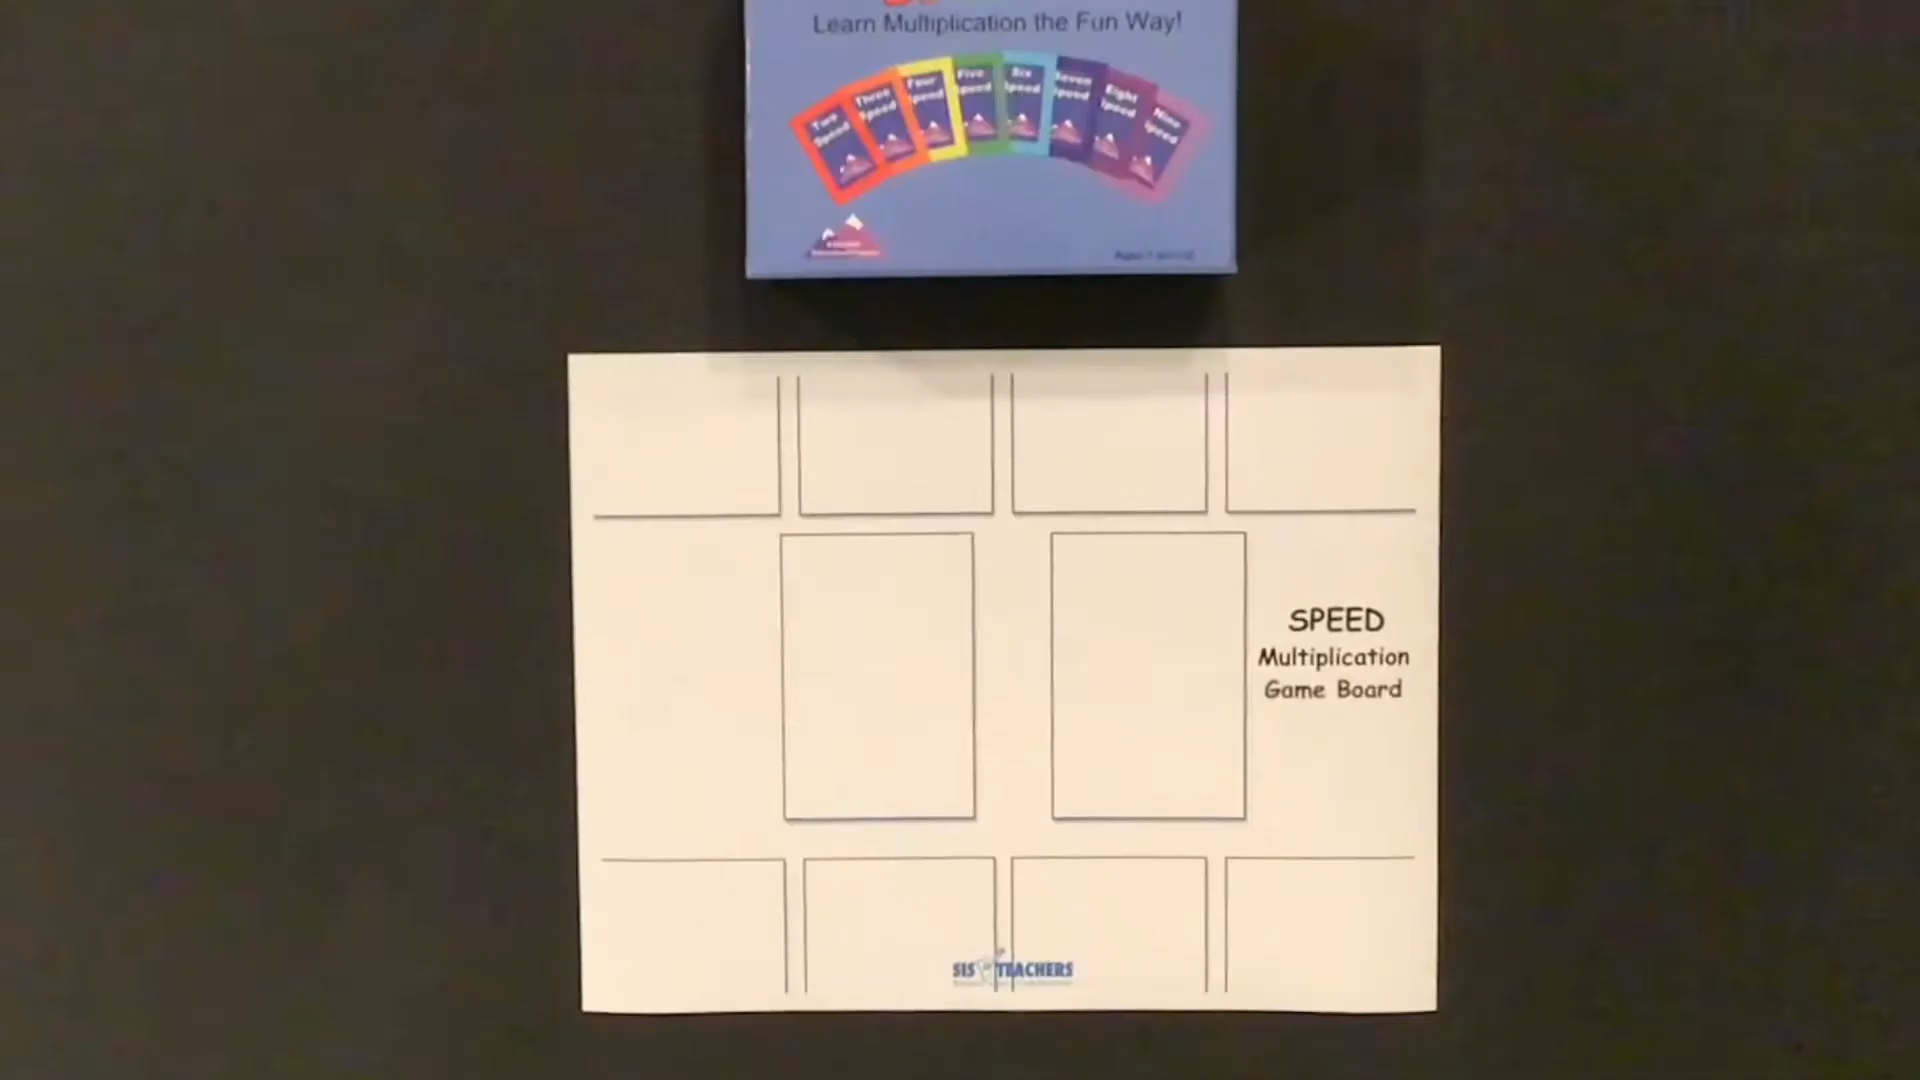 Learn Multiplication the Fun Way!
Two Speed
Three Speed
Four Speed
Five Speed
Six Speed
Seven Speed
Eight Speed
Nine Speed
SPEED
Multiplication
Game Board
SIS TEACHERS